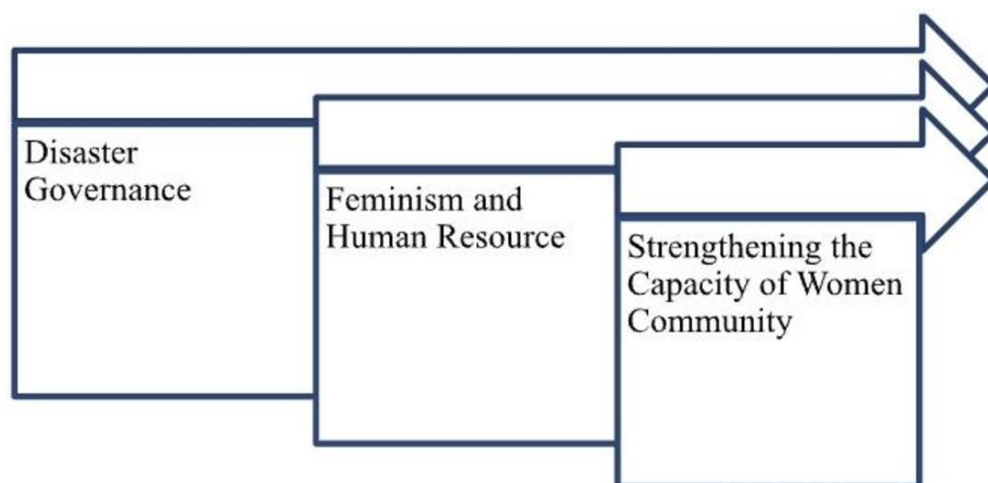 Disaster
Governance
Feminism and
Human Resource
Strengthening the
Capacity of Women
Community